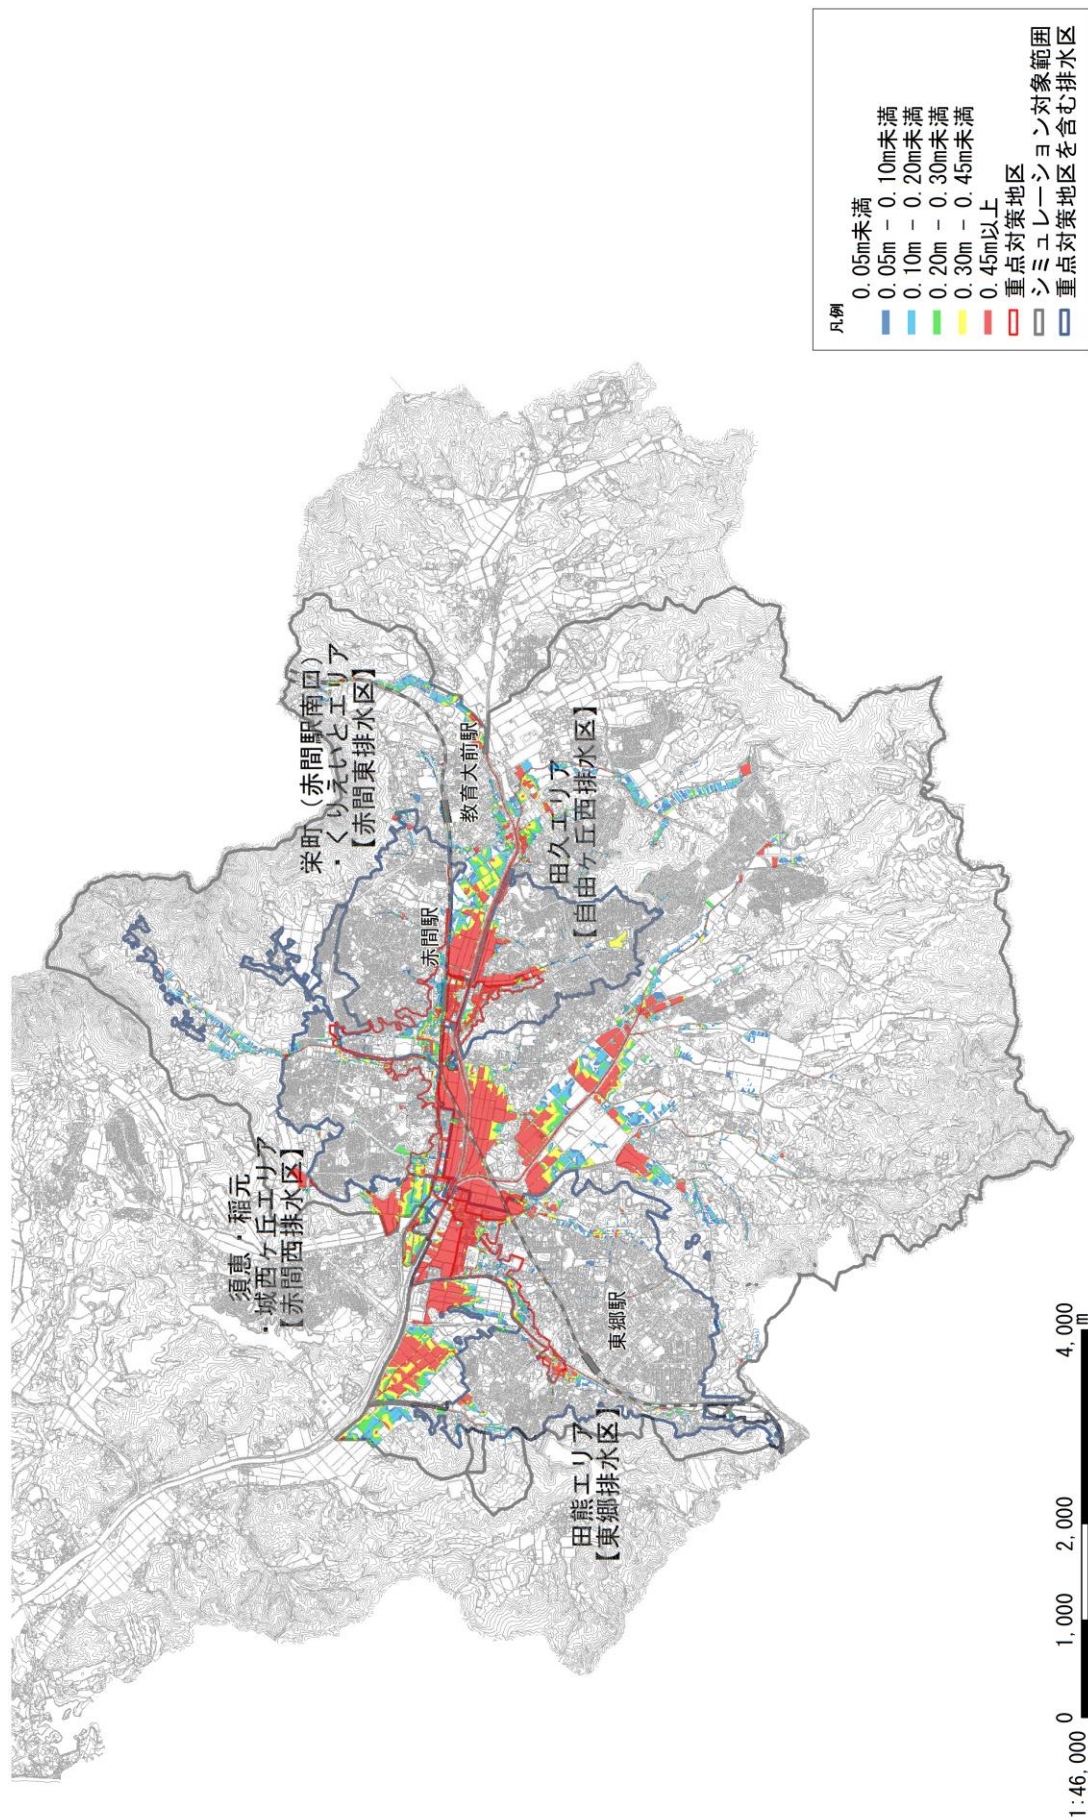 栄町（赤間駅南口）
・くりえいとエリア
【赤間東排水区】
教育大前駅
赤間駅
田久エリア
【自由ヶ丘西排水区】
須恵・稲元
・城西ヶ丘エリア
【赤間西排水区】
東郷駅
田熊エリア
【東郷排水区】
凡例
0.05m未満
0.05m - 0.10m未満
0.10m - 0.20m未満
0.20m - 0.30m未満
0.30m - 0.45m未満
0.45m以上
重点対策地区
シミュレーション対象範囲
重点対策地区を含む排水区
1:46,000
0 1,000 2,000 4,000
m